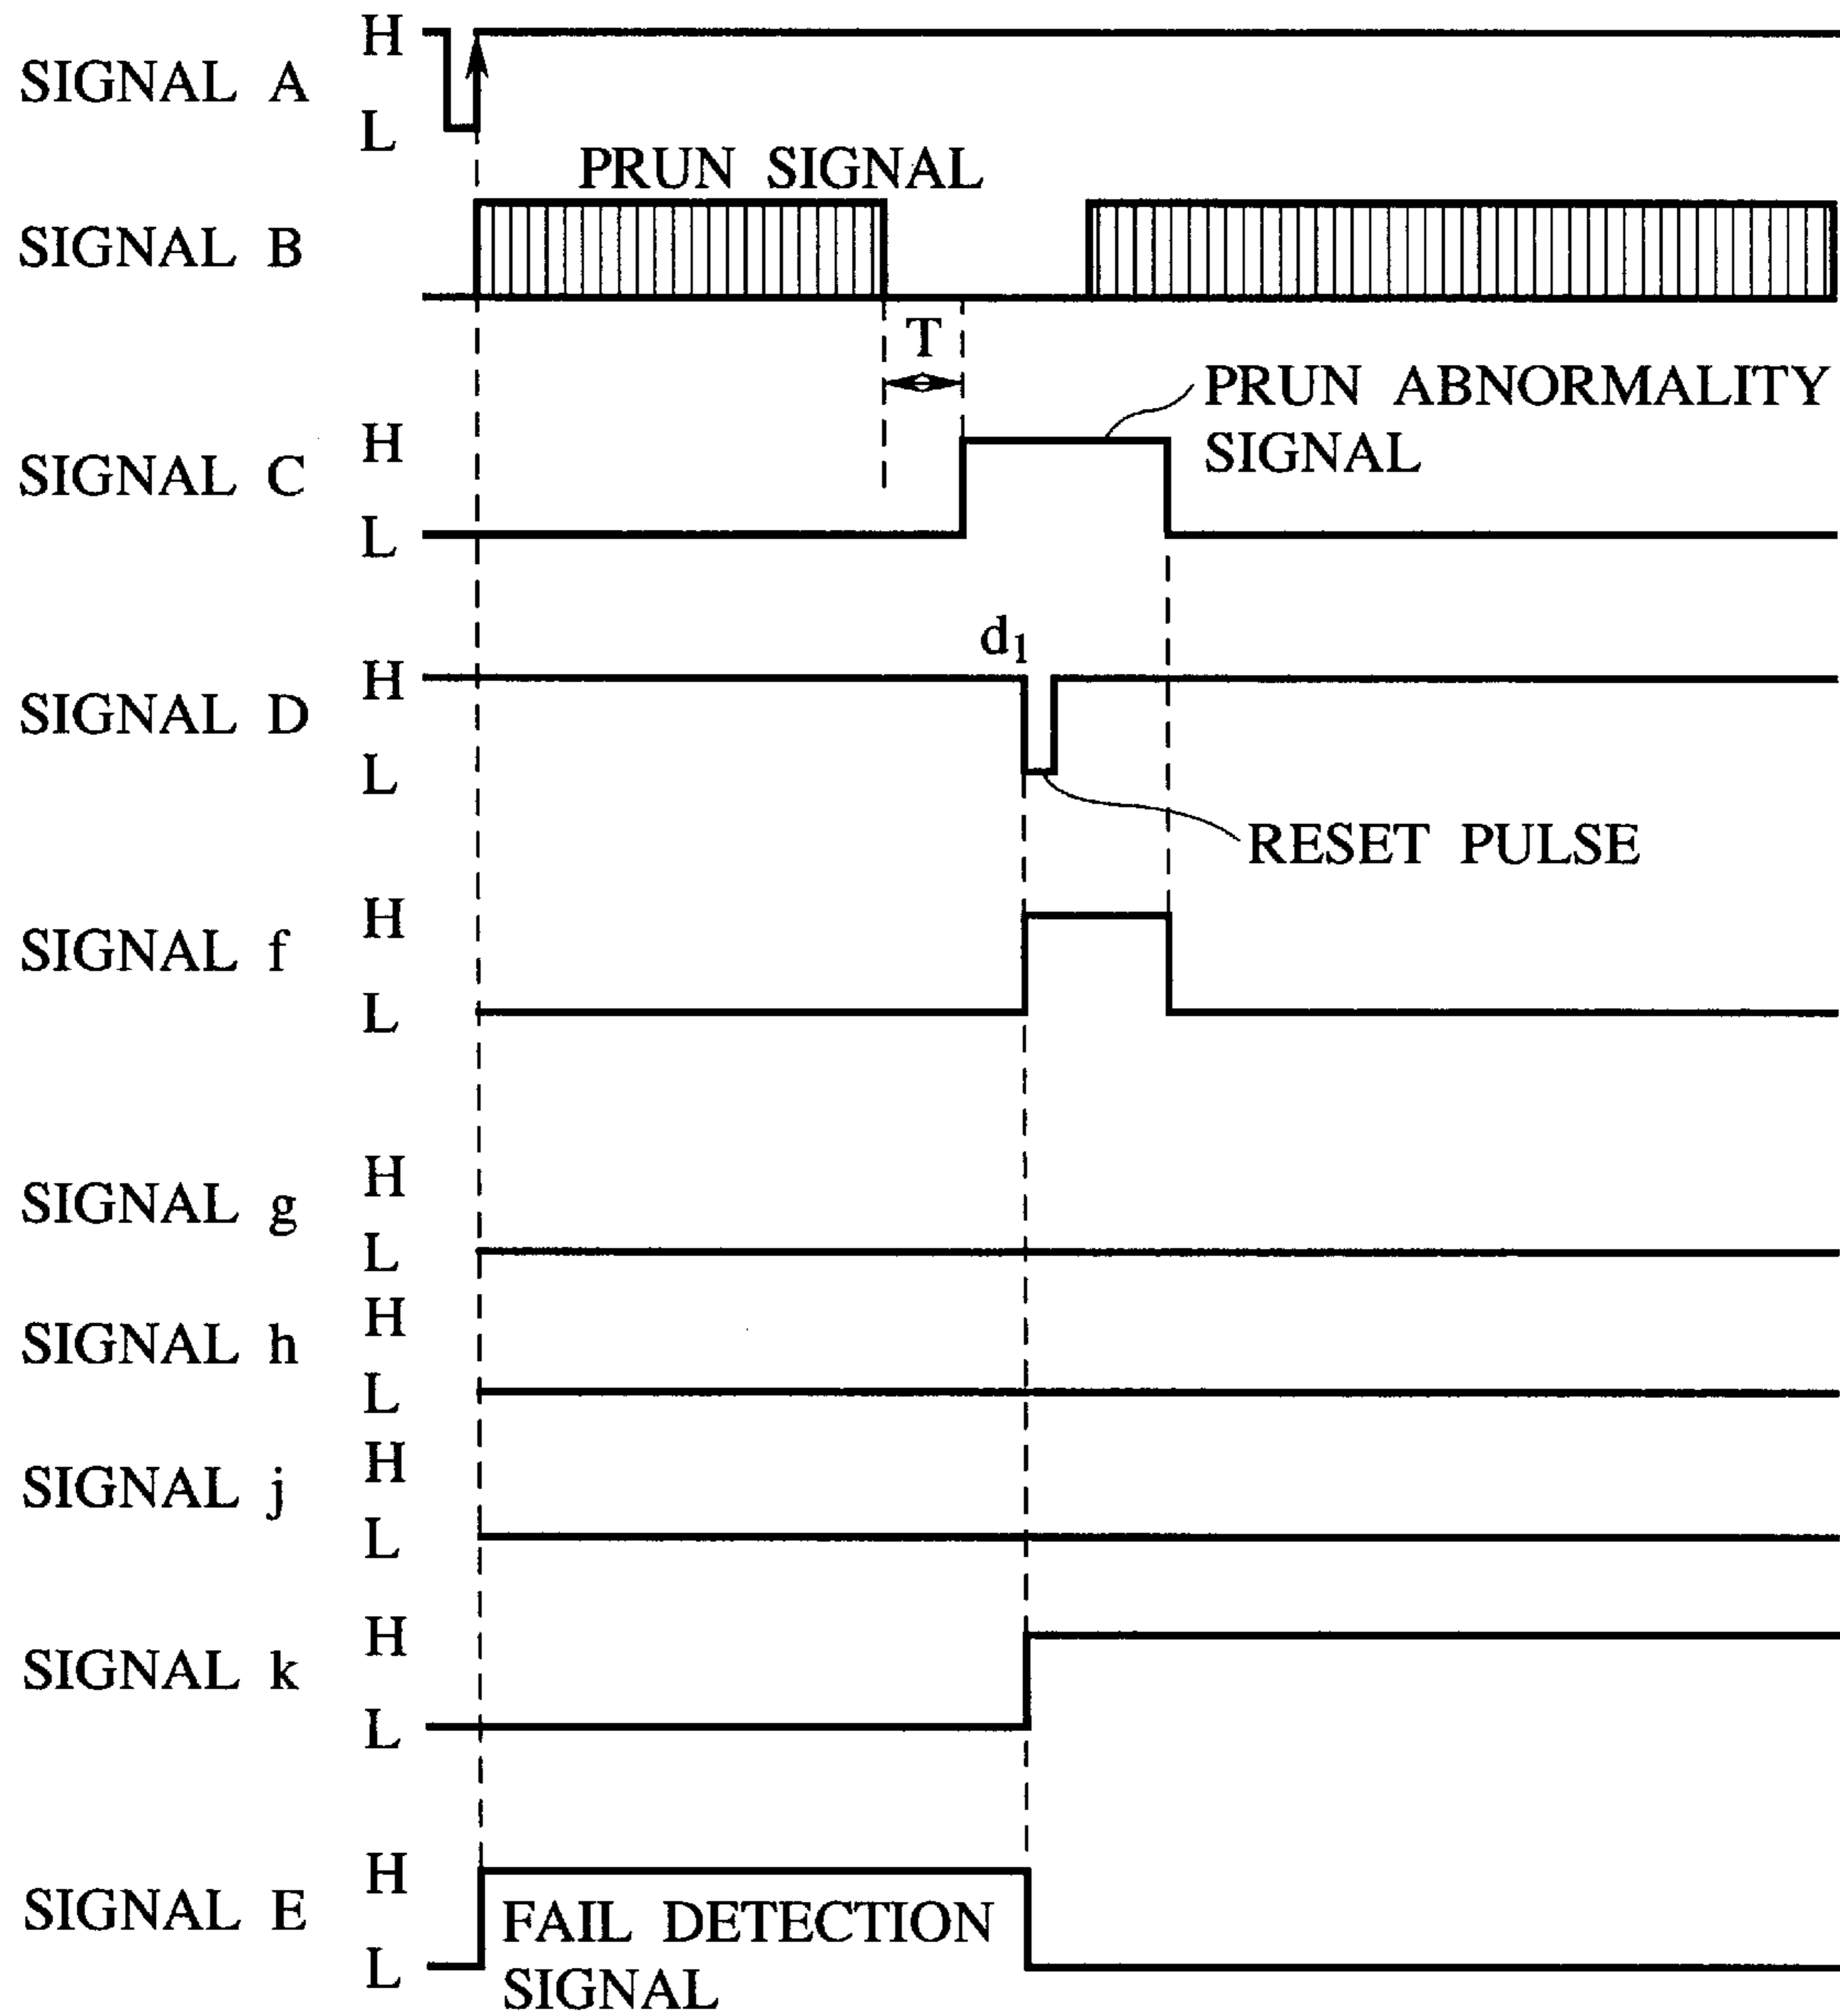 H
SIGNAL A
L
PRUN SIGNAL
SIGNAL B
T
PRUN ABNORMALITY
SIGNAL
H
SIGNAL C
L
d1
H
SIGNAL D
L
RESET PULSE
H
SIGNAL f
L
H
SIGNAL g
L
H
SIGNAL h
L
H
SIGNAL j
L
H
SIGNAL k
L
H
SIGNAL E
L
FAIL DETECTION
SIGNAL